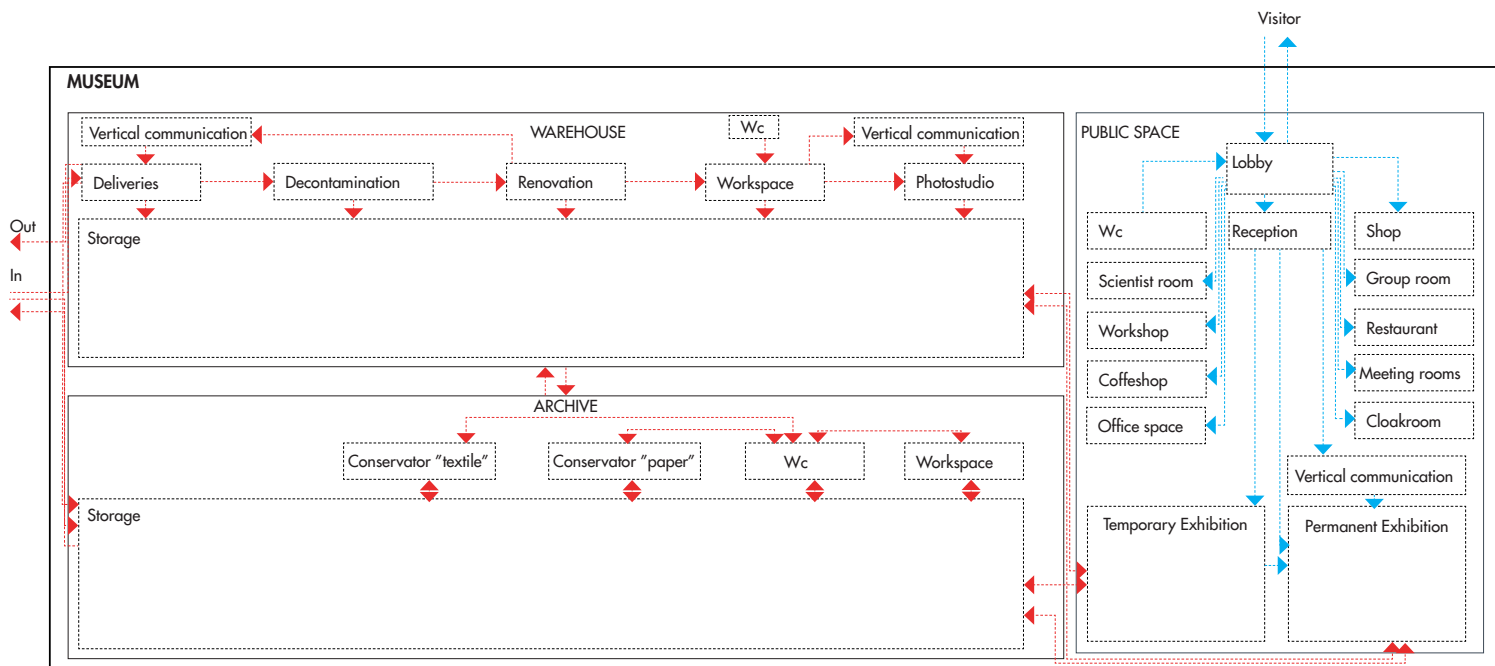 Visitor
MUSEUM
Vertical communication
WAREHOUSE
Wc
Vertical communication
PUBLIC SPACE
Deliveries
Decontamination
Renovation
Workspace
Photostudio
Lobby
Out
Storage
Wc
Reception
Shop
In
Scientist room
Group room
Workshop
Restaurant
Coffeshop
Meeting rooms
ARCHIVE
Office space
Cloakroom
Conservator "textile"
Conservator "paper"
Wc
Workspace
Vertical communication
Storage
Temporary Exhibition
Permanent Exhibition